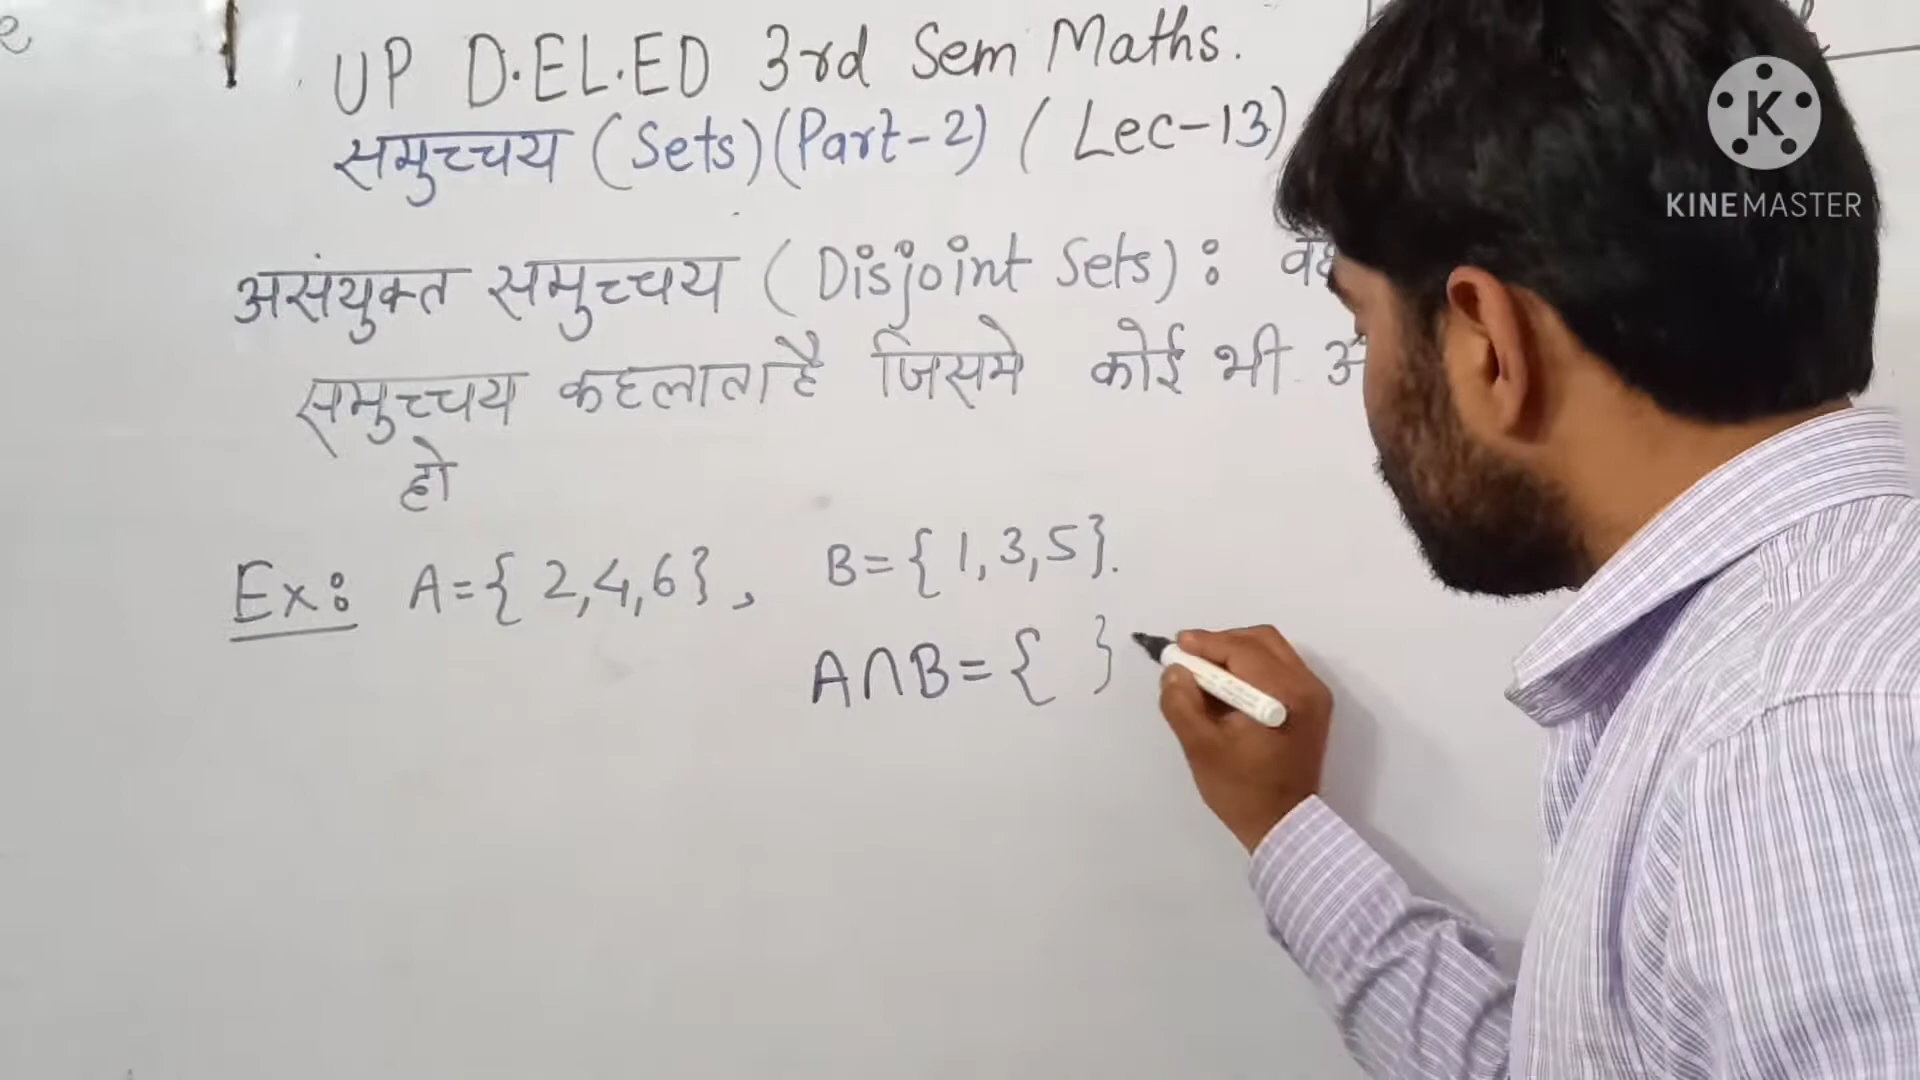 UP D.EL.ED 3rd Sem Maths.
समुच्चय (Sets)(Part-2) ( Lec-13)
असंयुक्त समुच्चय ( Disjoint Sets) :
समुच्चय कहलाता है जिसमे कोई भी
हो
Ex: A={ 2,4,6} , B={ 1,3,5}.
A∩B={ }
K
KINEMASTER